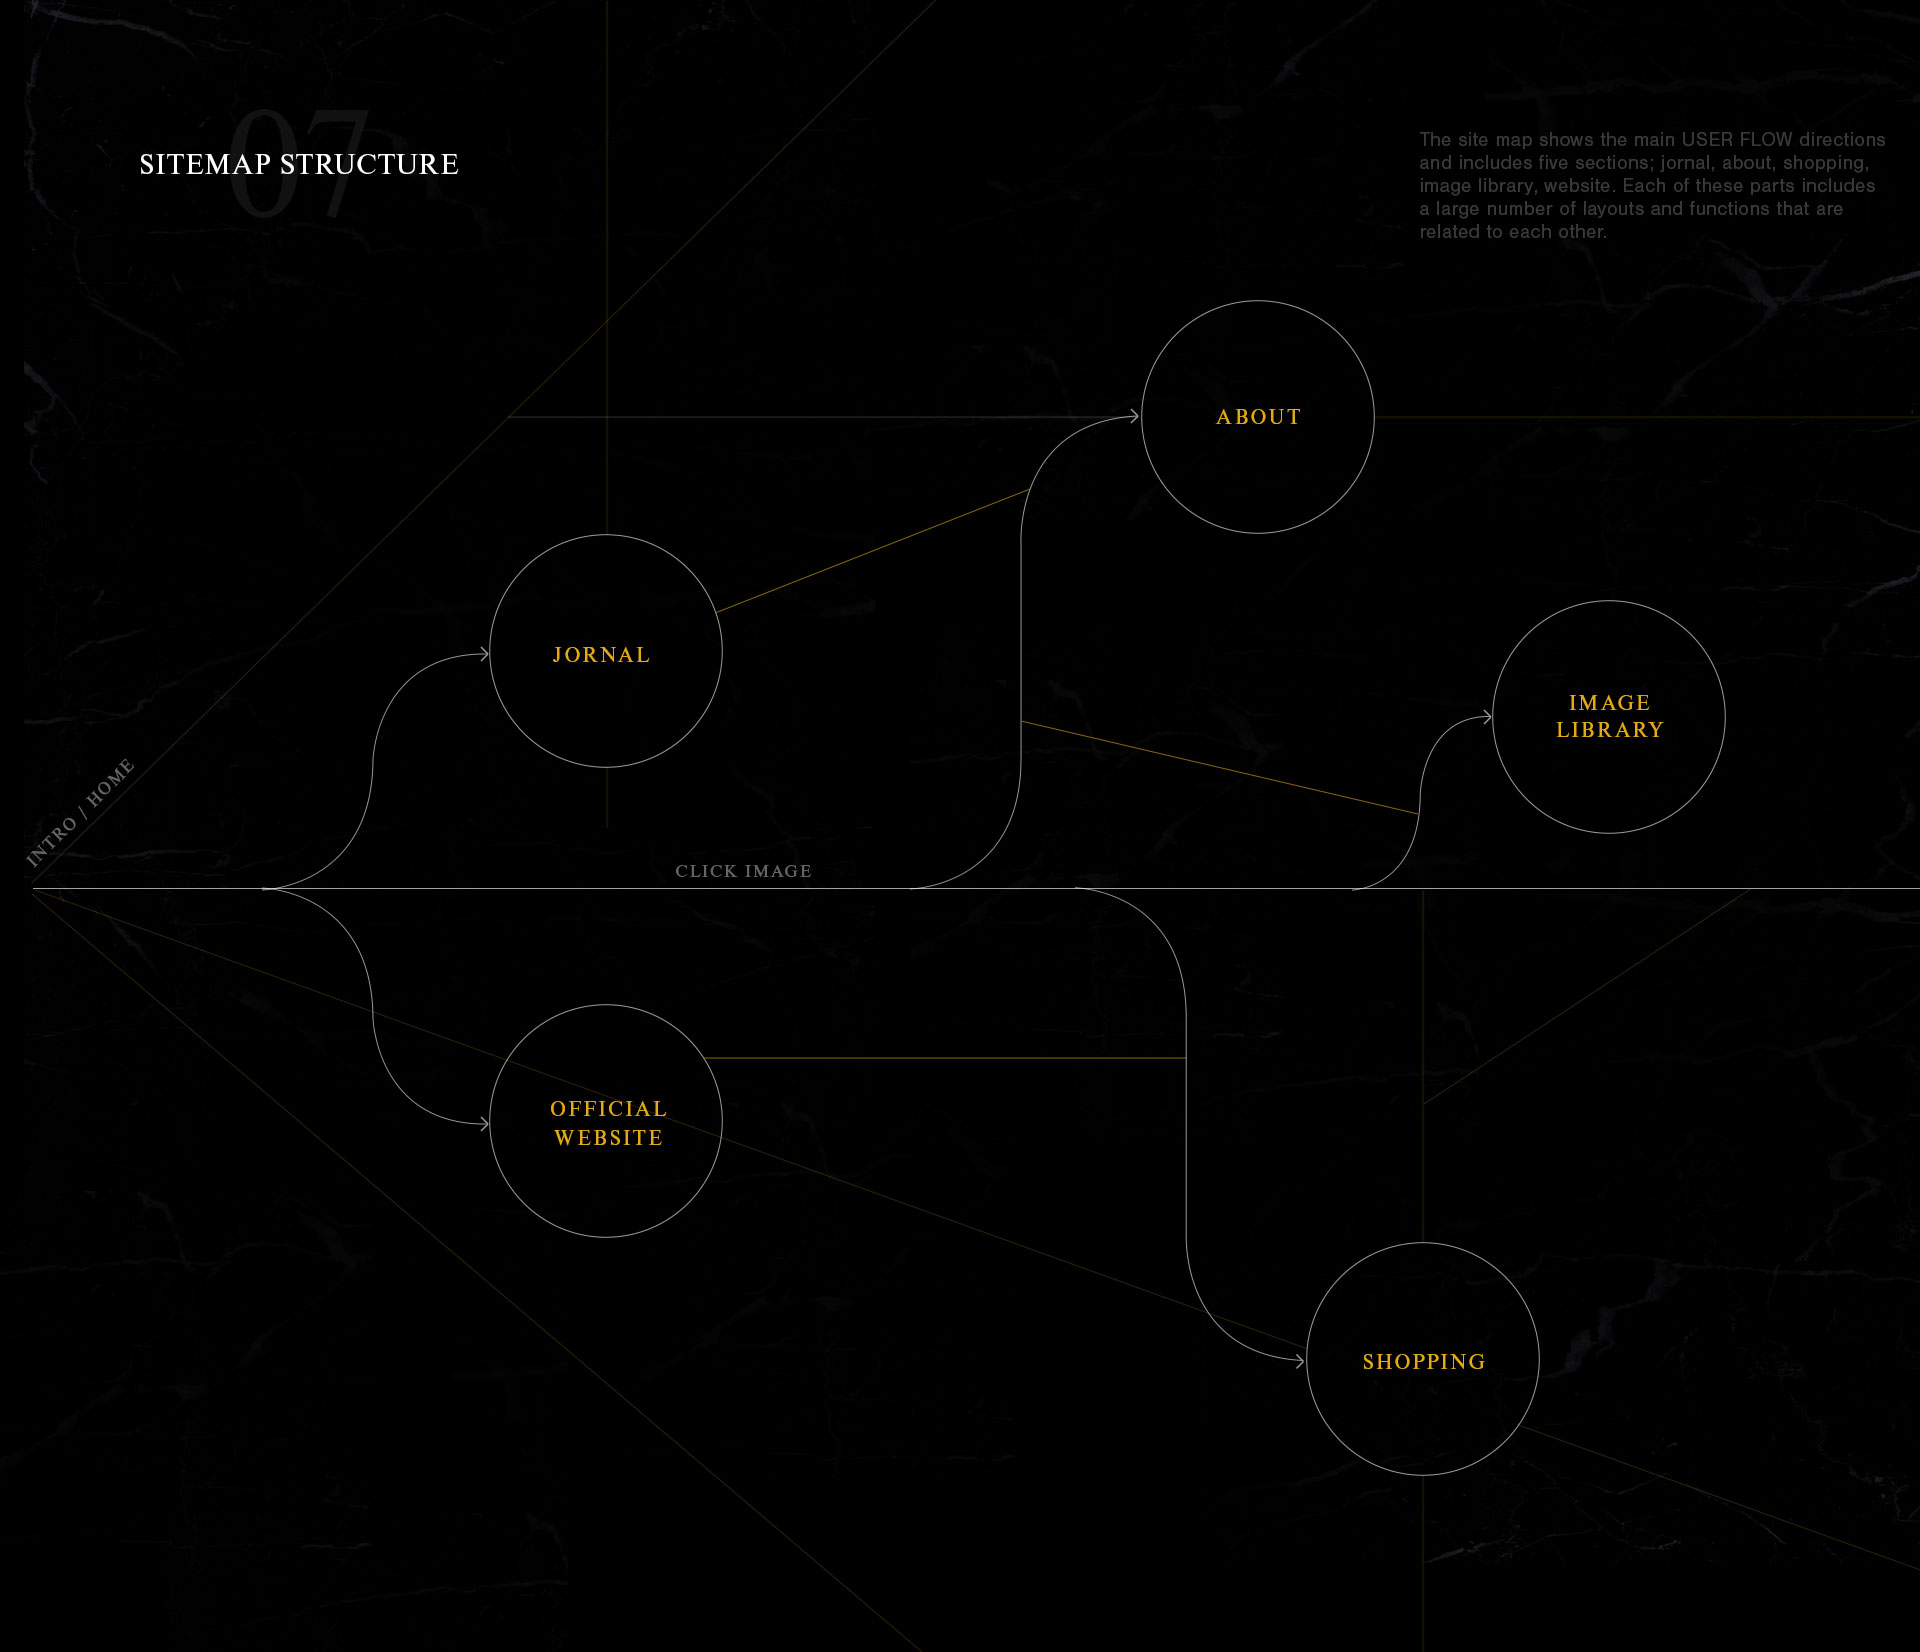 07
SITEMAP STRUCTURE
The site map shows the main USER FLOW directions
and includes five sections; jornal, about, shopping,
image library, website. Each of these parts includes
a large number of layouts and functions that are
related to each other.
ABOUT
JORNAL
IMAGE
LIBRARY
INTRO / HOME
CLICK IMAGE
OFFICIAL
WEBSITE
SHOPPING